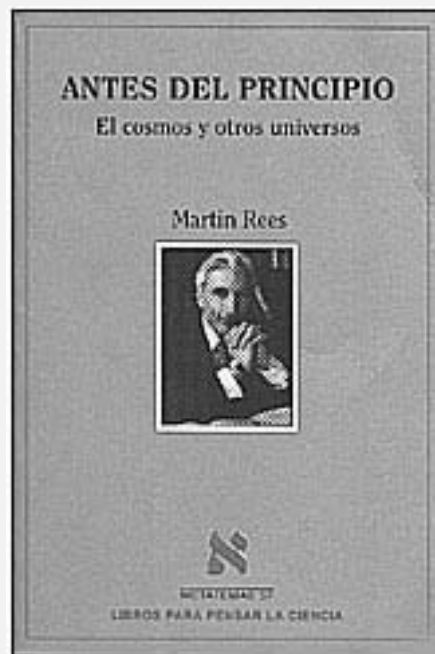 ANTES DEL PRINCIPIO
El cosmos y otros universos
Martin Rees
ℵ
METATEMAS 57
LIBROS PARA PENSAR LA CIENCIA